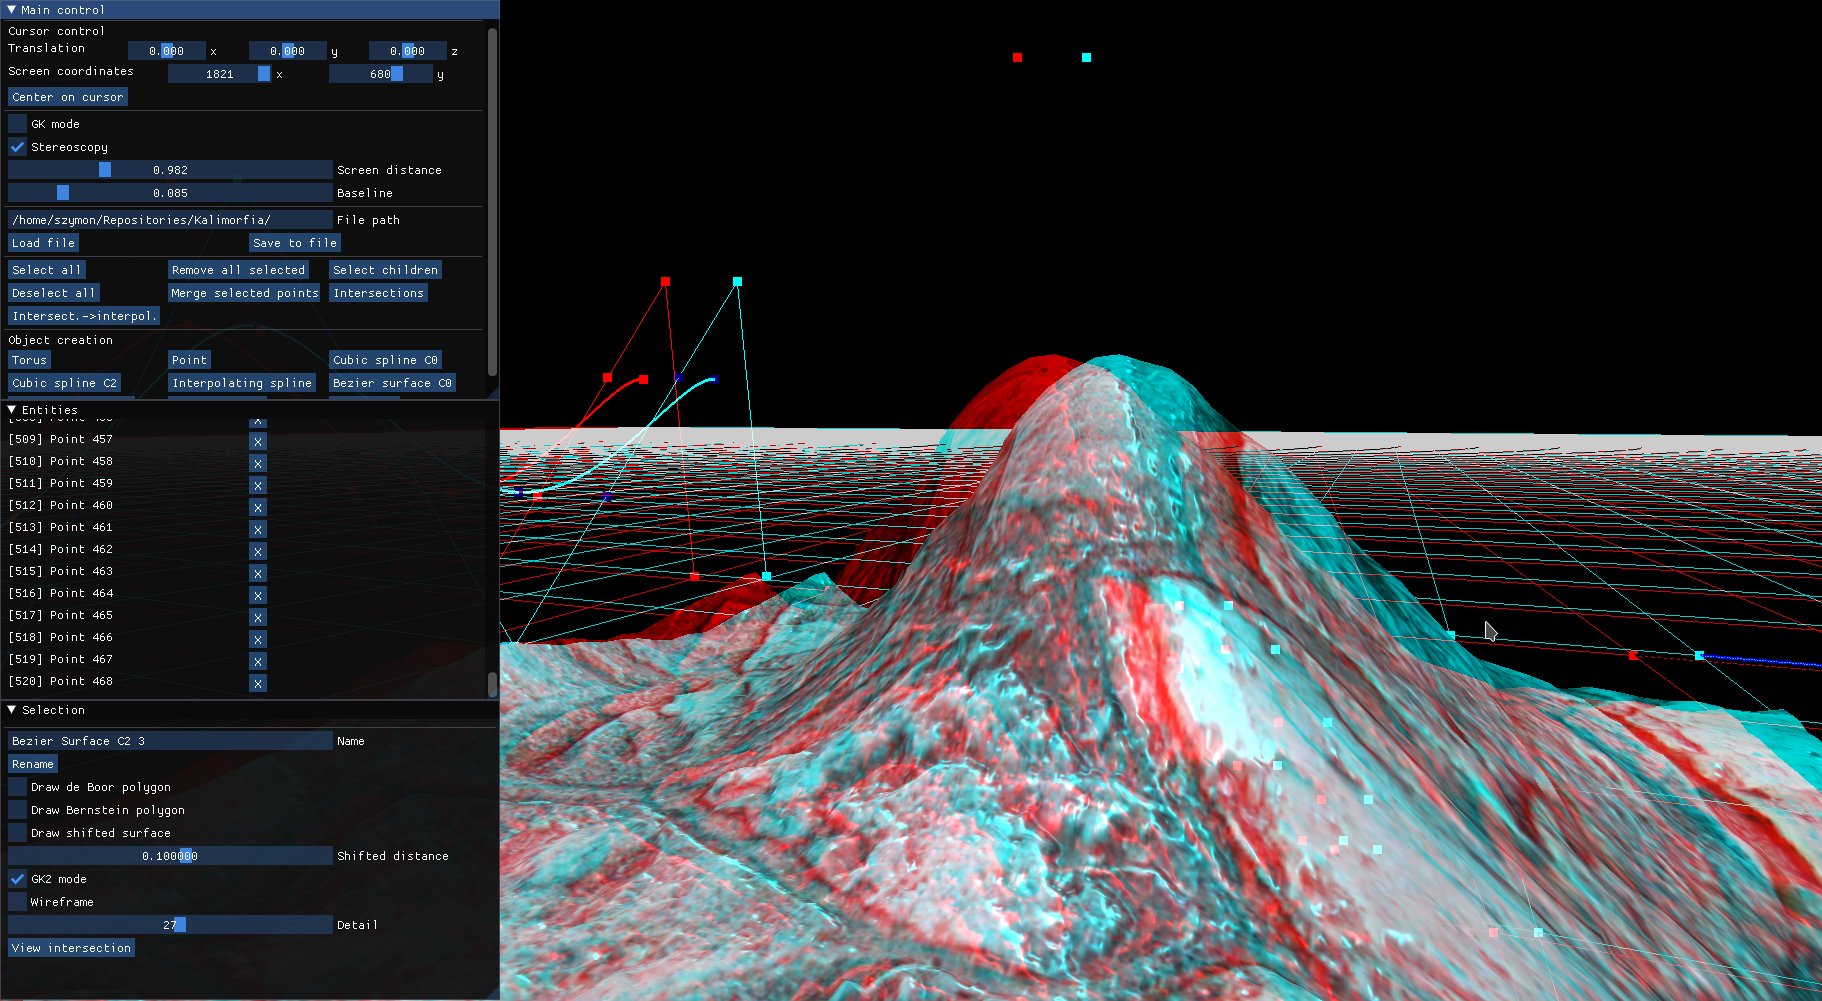 Main control
Cursor control
Translation 0.000 x 0.000 y 0.000 z
Screen coordinates 1821 x 680 y
Center on cursor
GK mode
Stereoscopy
0.982 Screen distance
0.085 Baseline
/home/szymon/Repositories/Kalimorfia/ File path
Load file Save to file
Select all Remove all selected Select children
Deselect all Merge selected points Intersections
Intersect.->interpol.
Object creation
Torus Point Cubic spline C0
Cubic spline C2 Interpolating spline Bezier surface C0
Entities
[509] Point 457 X
[510] Point 458 X
[511] Point 459 X
[512] Point 460 X
[513] Point 461 X
[514] Point 462 X
[515] Point 463 X
[516] Point 464 X
[517] Point 465 X
[518] Point 466 X
[519] Point 467 X
[520] Point 468 X
Selection
Bezier Surface C2 3 Name
Rename
Draw de Boor polygon
Draw Bernstein polygon
Draw shifted surface
0.100000 Shifted distance
GK2 mode
Wireframe
27 Detail
View intersection